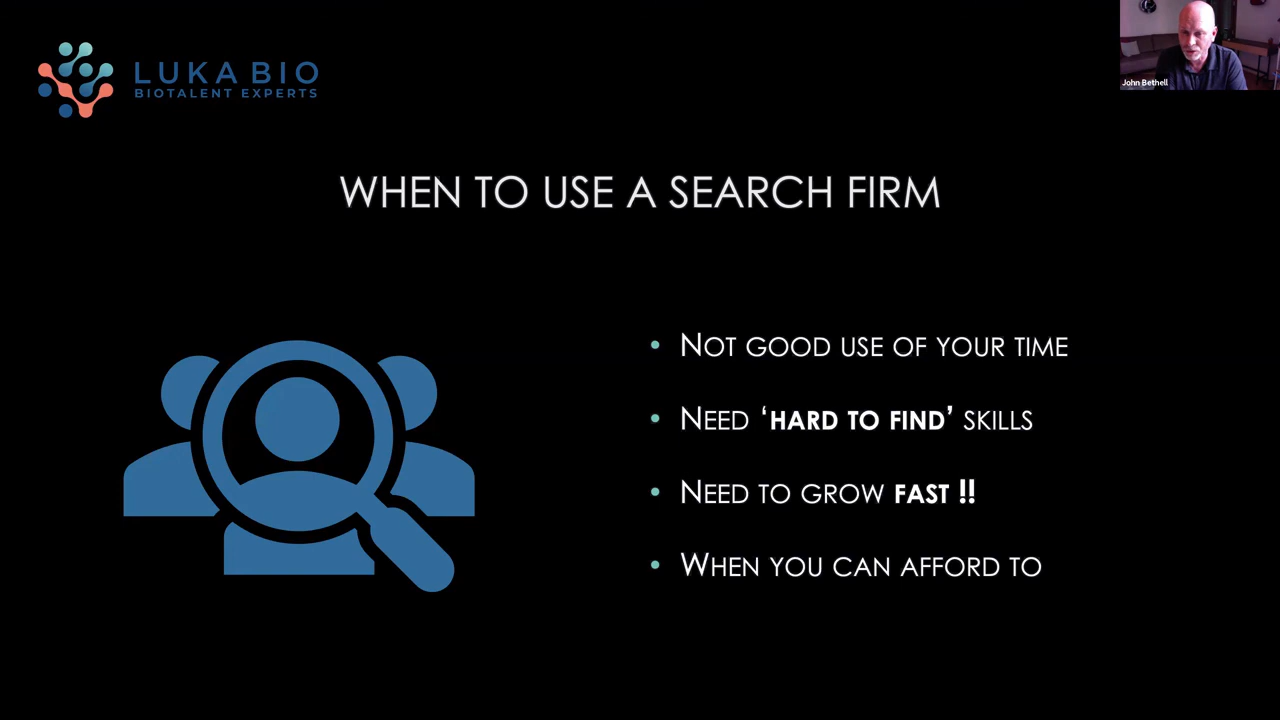 LUKA BIO
BIOTALENT EXPERTS
John Bethell
WHEN TO USE A SEARCH FIRM
• NOT GOOD USE OF YOUR TIME
• NEED ‘HARD TO FIND’ SKILLS
• NEED TO GROW FAST !!
• WHEN YOU CAN AFFORD TO